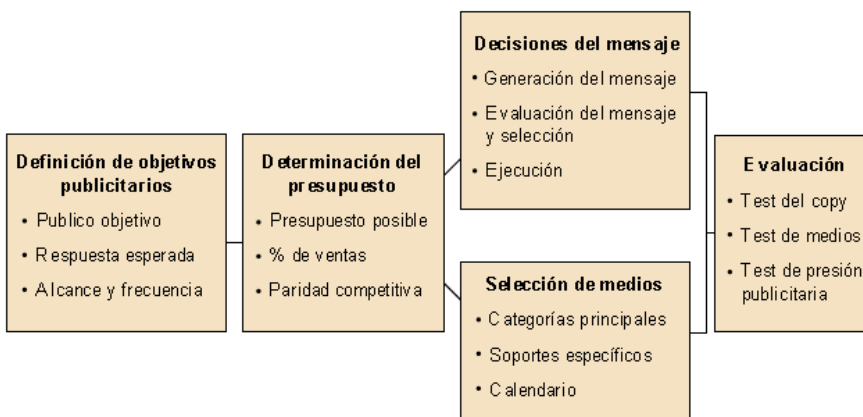 Definición de objetivos
publicitarios
• Publico objetivo
• Respuesta esperada
• Alcance y frecuencia
Determinación del
presupuesto
• Presupuesto posible
• % de ventas
• Paridad competitiva
Decisiones del mensaje
• Generación del mensaje
• Evaluación del mensaje
y selección
• Ejecución
Selección de medios
• Categorías principales
• Soportes específicos
• Calendario
Evaluación
• Test del copy
• Test de medios
• Test de presión
publicitaria